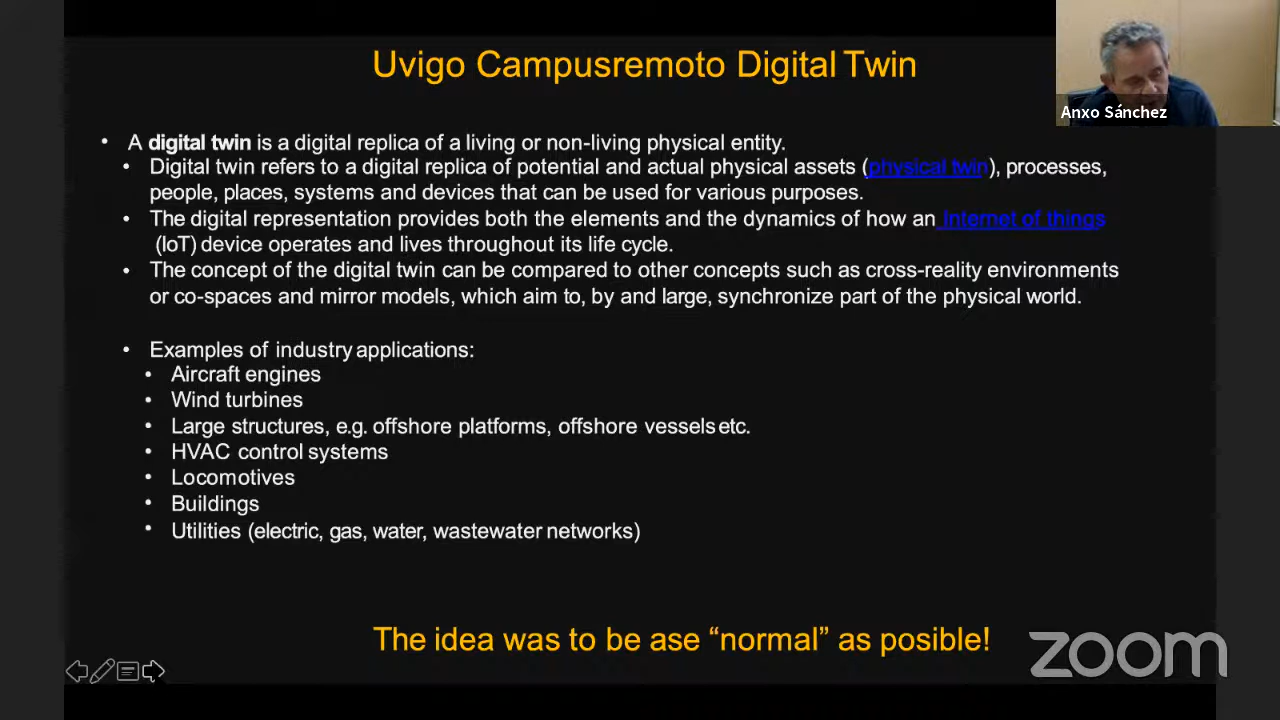 Uvigo Campusremoto Digital Twin
Anxo Sánchez
• A digital twin is a digital replica of a living or non-living physical entity.
• Digital twin refers to a digital replica of potential and actual physical assets (physical twin), processes,
people, places, systems and devices that can be used for various purposes.
• The digital representation provides both the elements and the dynamics of how an Internet of things
(IoT) device operates and lives throughout its life cycle.
• The concept of the digital twin can be compared to other concepts such as cross-reality environments
or co-spaces and mirror models, which aim to, by and large, synchronize part of the physical world.
• Examples of industry applications:
• Aircraft engines
• Wind turbines
• Large structures, e.g. offshore platforms, offshore vessels etc.
• HVAC control systems
• Locomotives
• Buildings
• Utilities (electric, gas, water, wastewater networks)
The idea was to be ase “normal” as posible!
zoom